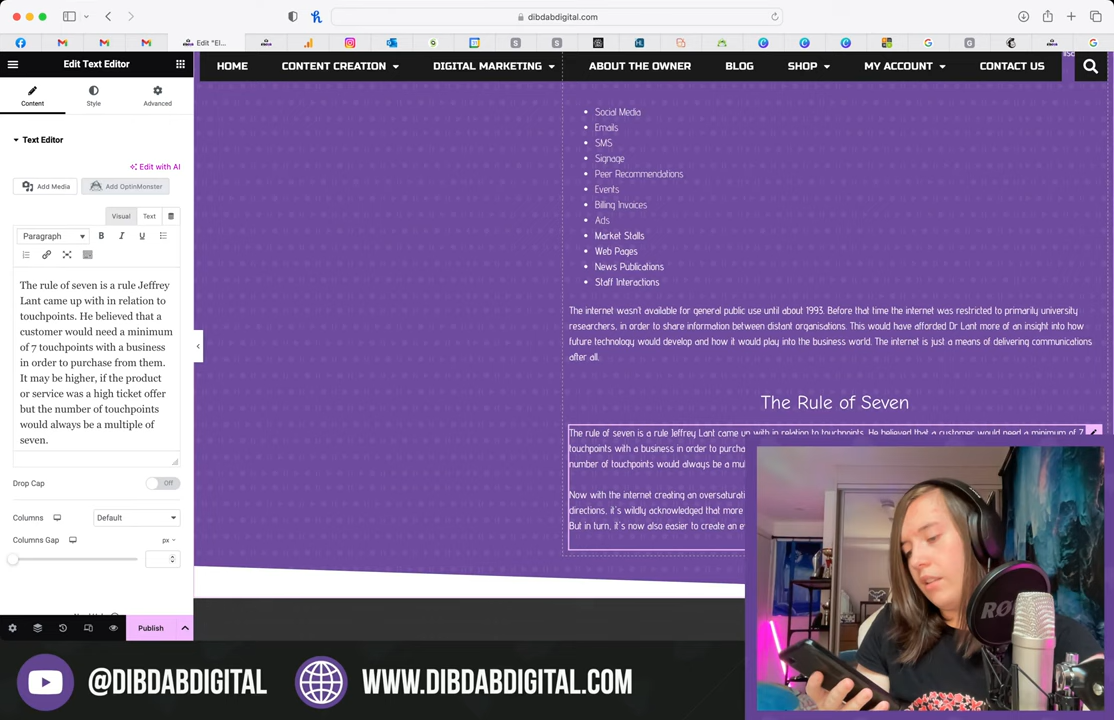 dibdabdigital.com
Edit "El...
Edit Text Editor
HOME CONTENT CREATION DIGITAL MARKETING ABOUT THE OWNER BLOG SHOP MY ACCOUNT CONTACT US
Content Style Advanced
Text Editor
Edit with AI
Add Media Add OptinMonster
Visual Text
Paragraph B I U
The rule of seven is a rule Jeffrey
Lant came up with in relation to
touchpoints. He believed that a
customer would need a minimum
of 7 touchpoints with a business
in order to purchase from them.
It may be higher, if the product
or service was a high ticket offer
but the number of touchpoints
would always be a multiple of
seven.
Drop Cap Off
Columns Default
Columns Gap px
Publish
Social Media
Emails
SMS
Signage
Peer Recommendations
Events
Billing Invoices
Ads
Market Stalls
Web Pages
News Publications
Staff Interactions
The internet wasn't available for general public use until about 1993. Before that time the internet was restricted to primarily university
researchers, in order to share information between distant organisations. This would have afforded Dr Lant more of an insight into how
future technology would develop and how it would play into the business world. The internet is just a means of delivering communications
after all.
The Rule of Seven
The rule of seven is a rule Jeffrey Lant came up with in relation to touchpoints. He believed that a customer would need a minimum of 7
touchpoints with a business in order to purcha
number of touchpoints would always be a mul
Now with the internet creating an oversaturati
directions, it's wildly acknowledged that more
But in turn, it's now also easier to create an e
RØDE
@DIBDABDIGITAL WWW.DIBDABDIGITAL.COM